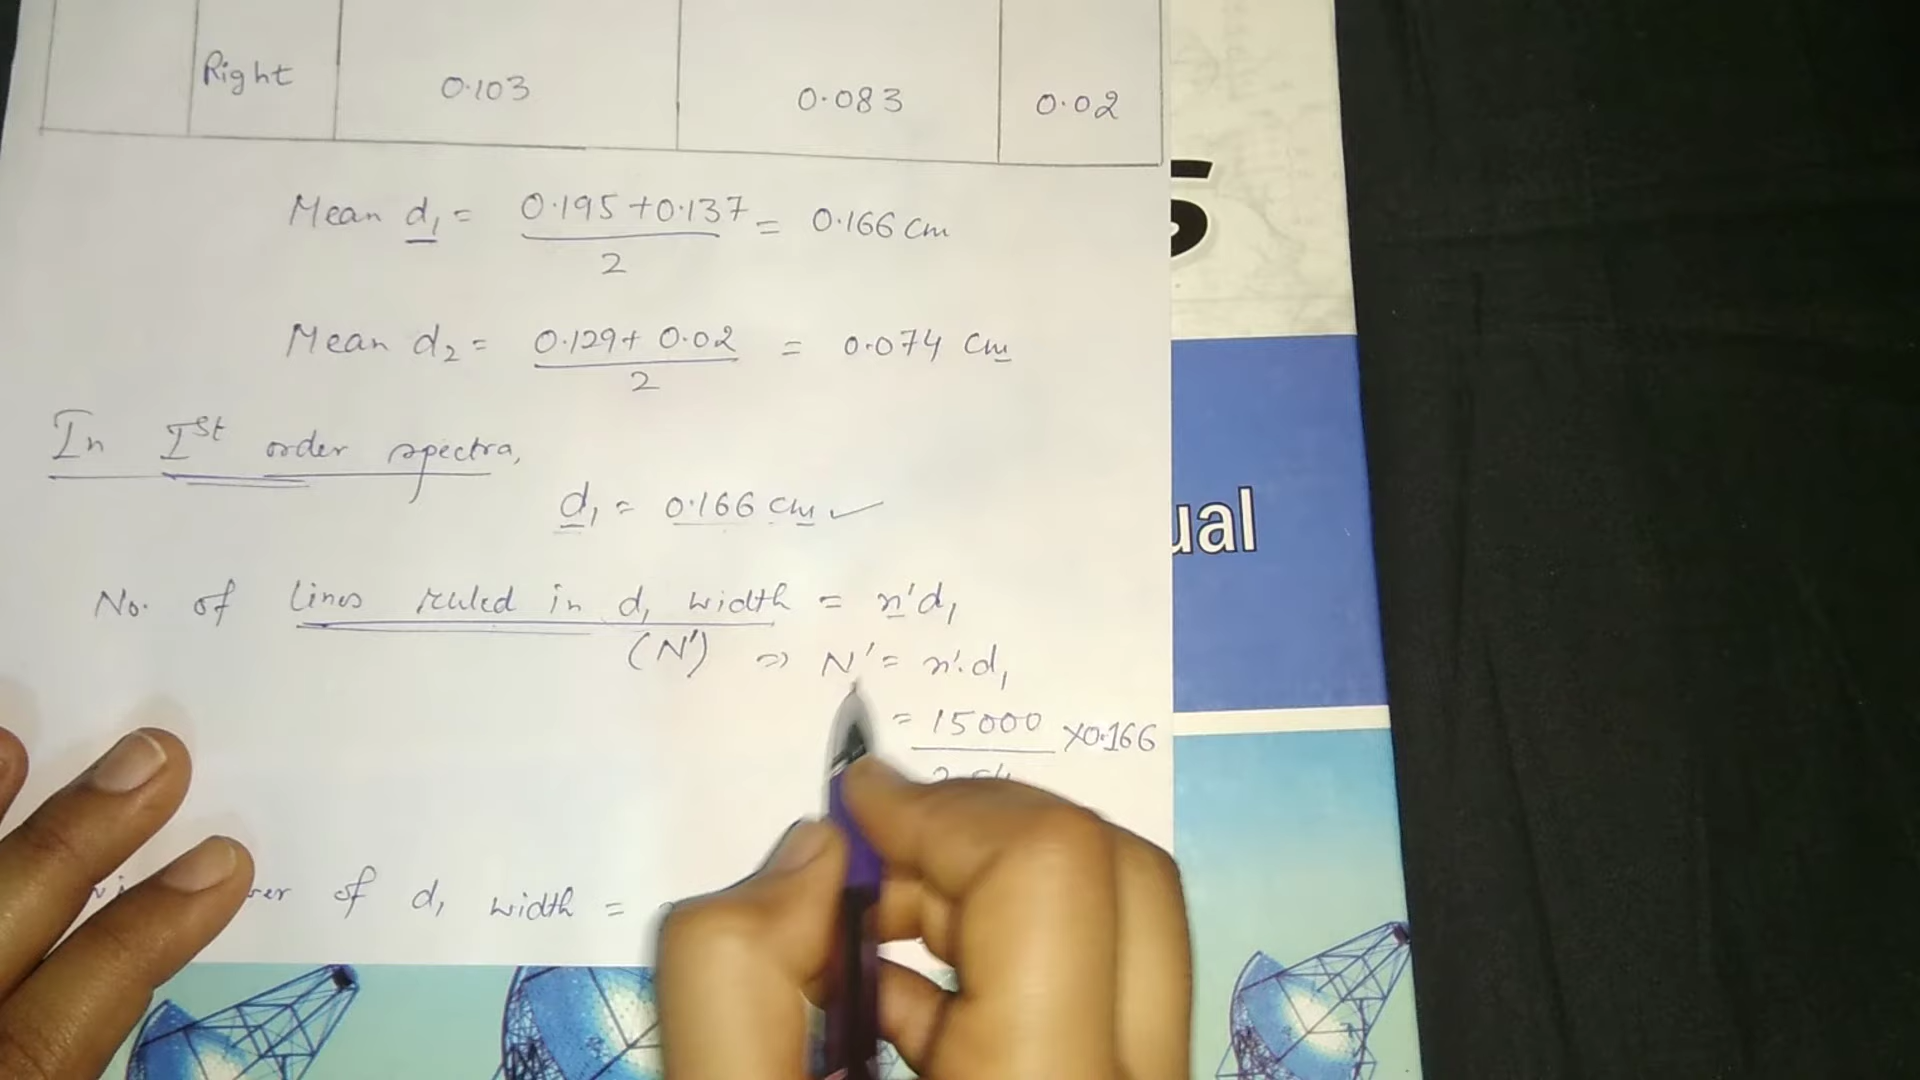 Right 0.103 0.083 0.02
Mean d₁ = 0.195 + 0.137 / 2 = 0.166 cm
Mean d₂ = 0.129 + 0.02 / 2 = 0.074 cm
In Ist order spectra,
d₁ = 0.166 cm ✓
No. of lines ruled in d₁ width = n'd₁
(N') => N' = n'.d₁
= 15000 × 0.166
of d₁ width =
ual
5